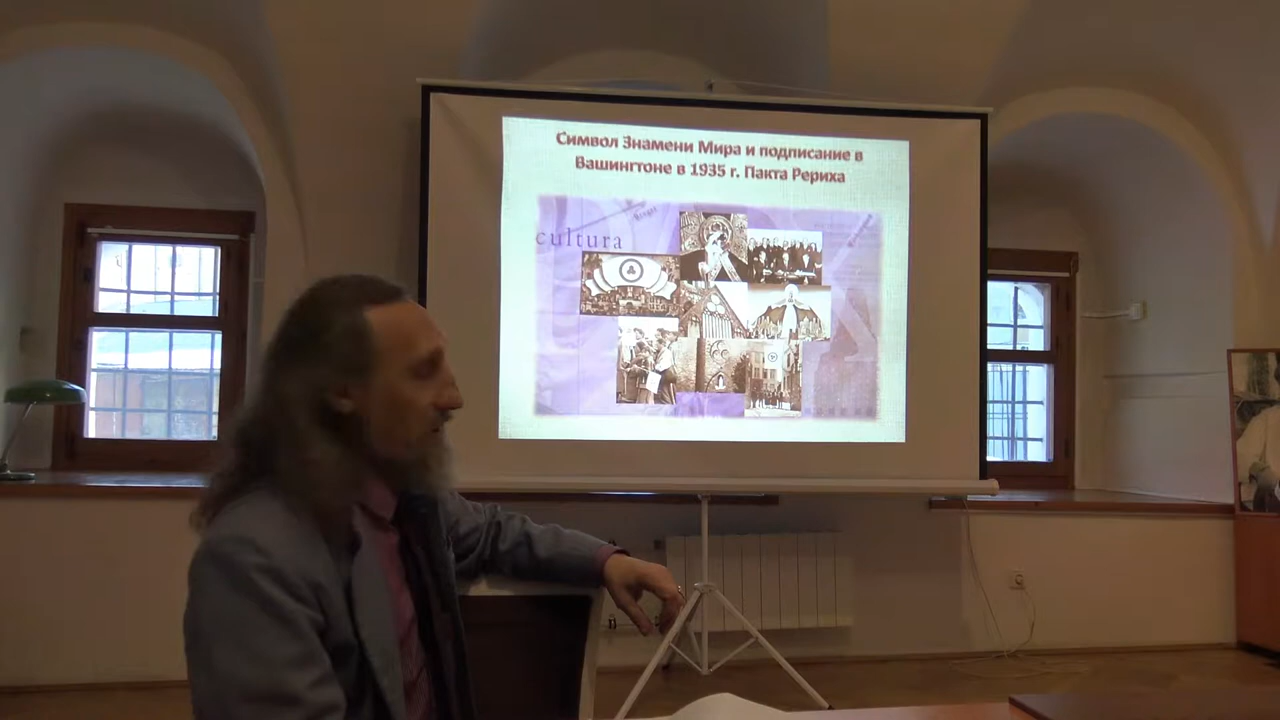 Символ Знамени Мира и подписание в
Вашингтоне в 1935 г. Пакта Рериха
cultura